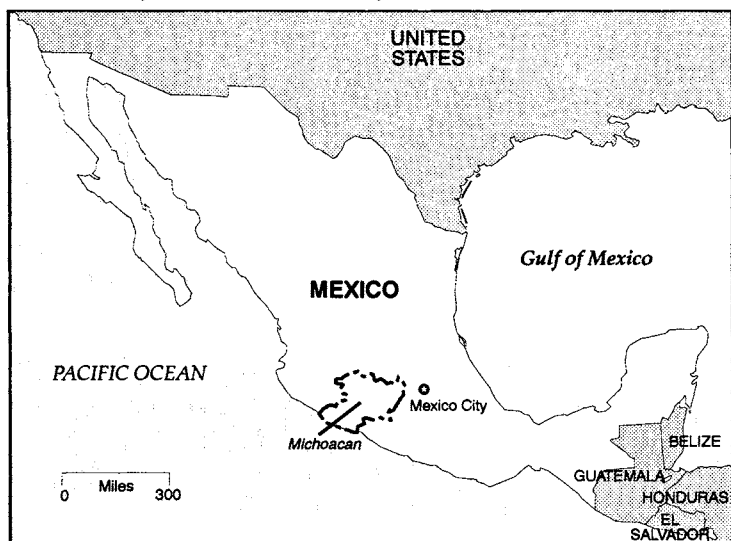 UNITED
STATES
Gulf of Mexico
MEXICO
PACIFIC OCEAN
Mexico City
Michoacan
BELIZE
GUATEMALA
HONDURAS
EL
SALVADOR
Miles
0 300